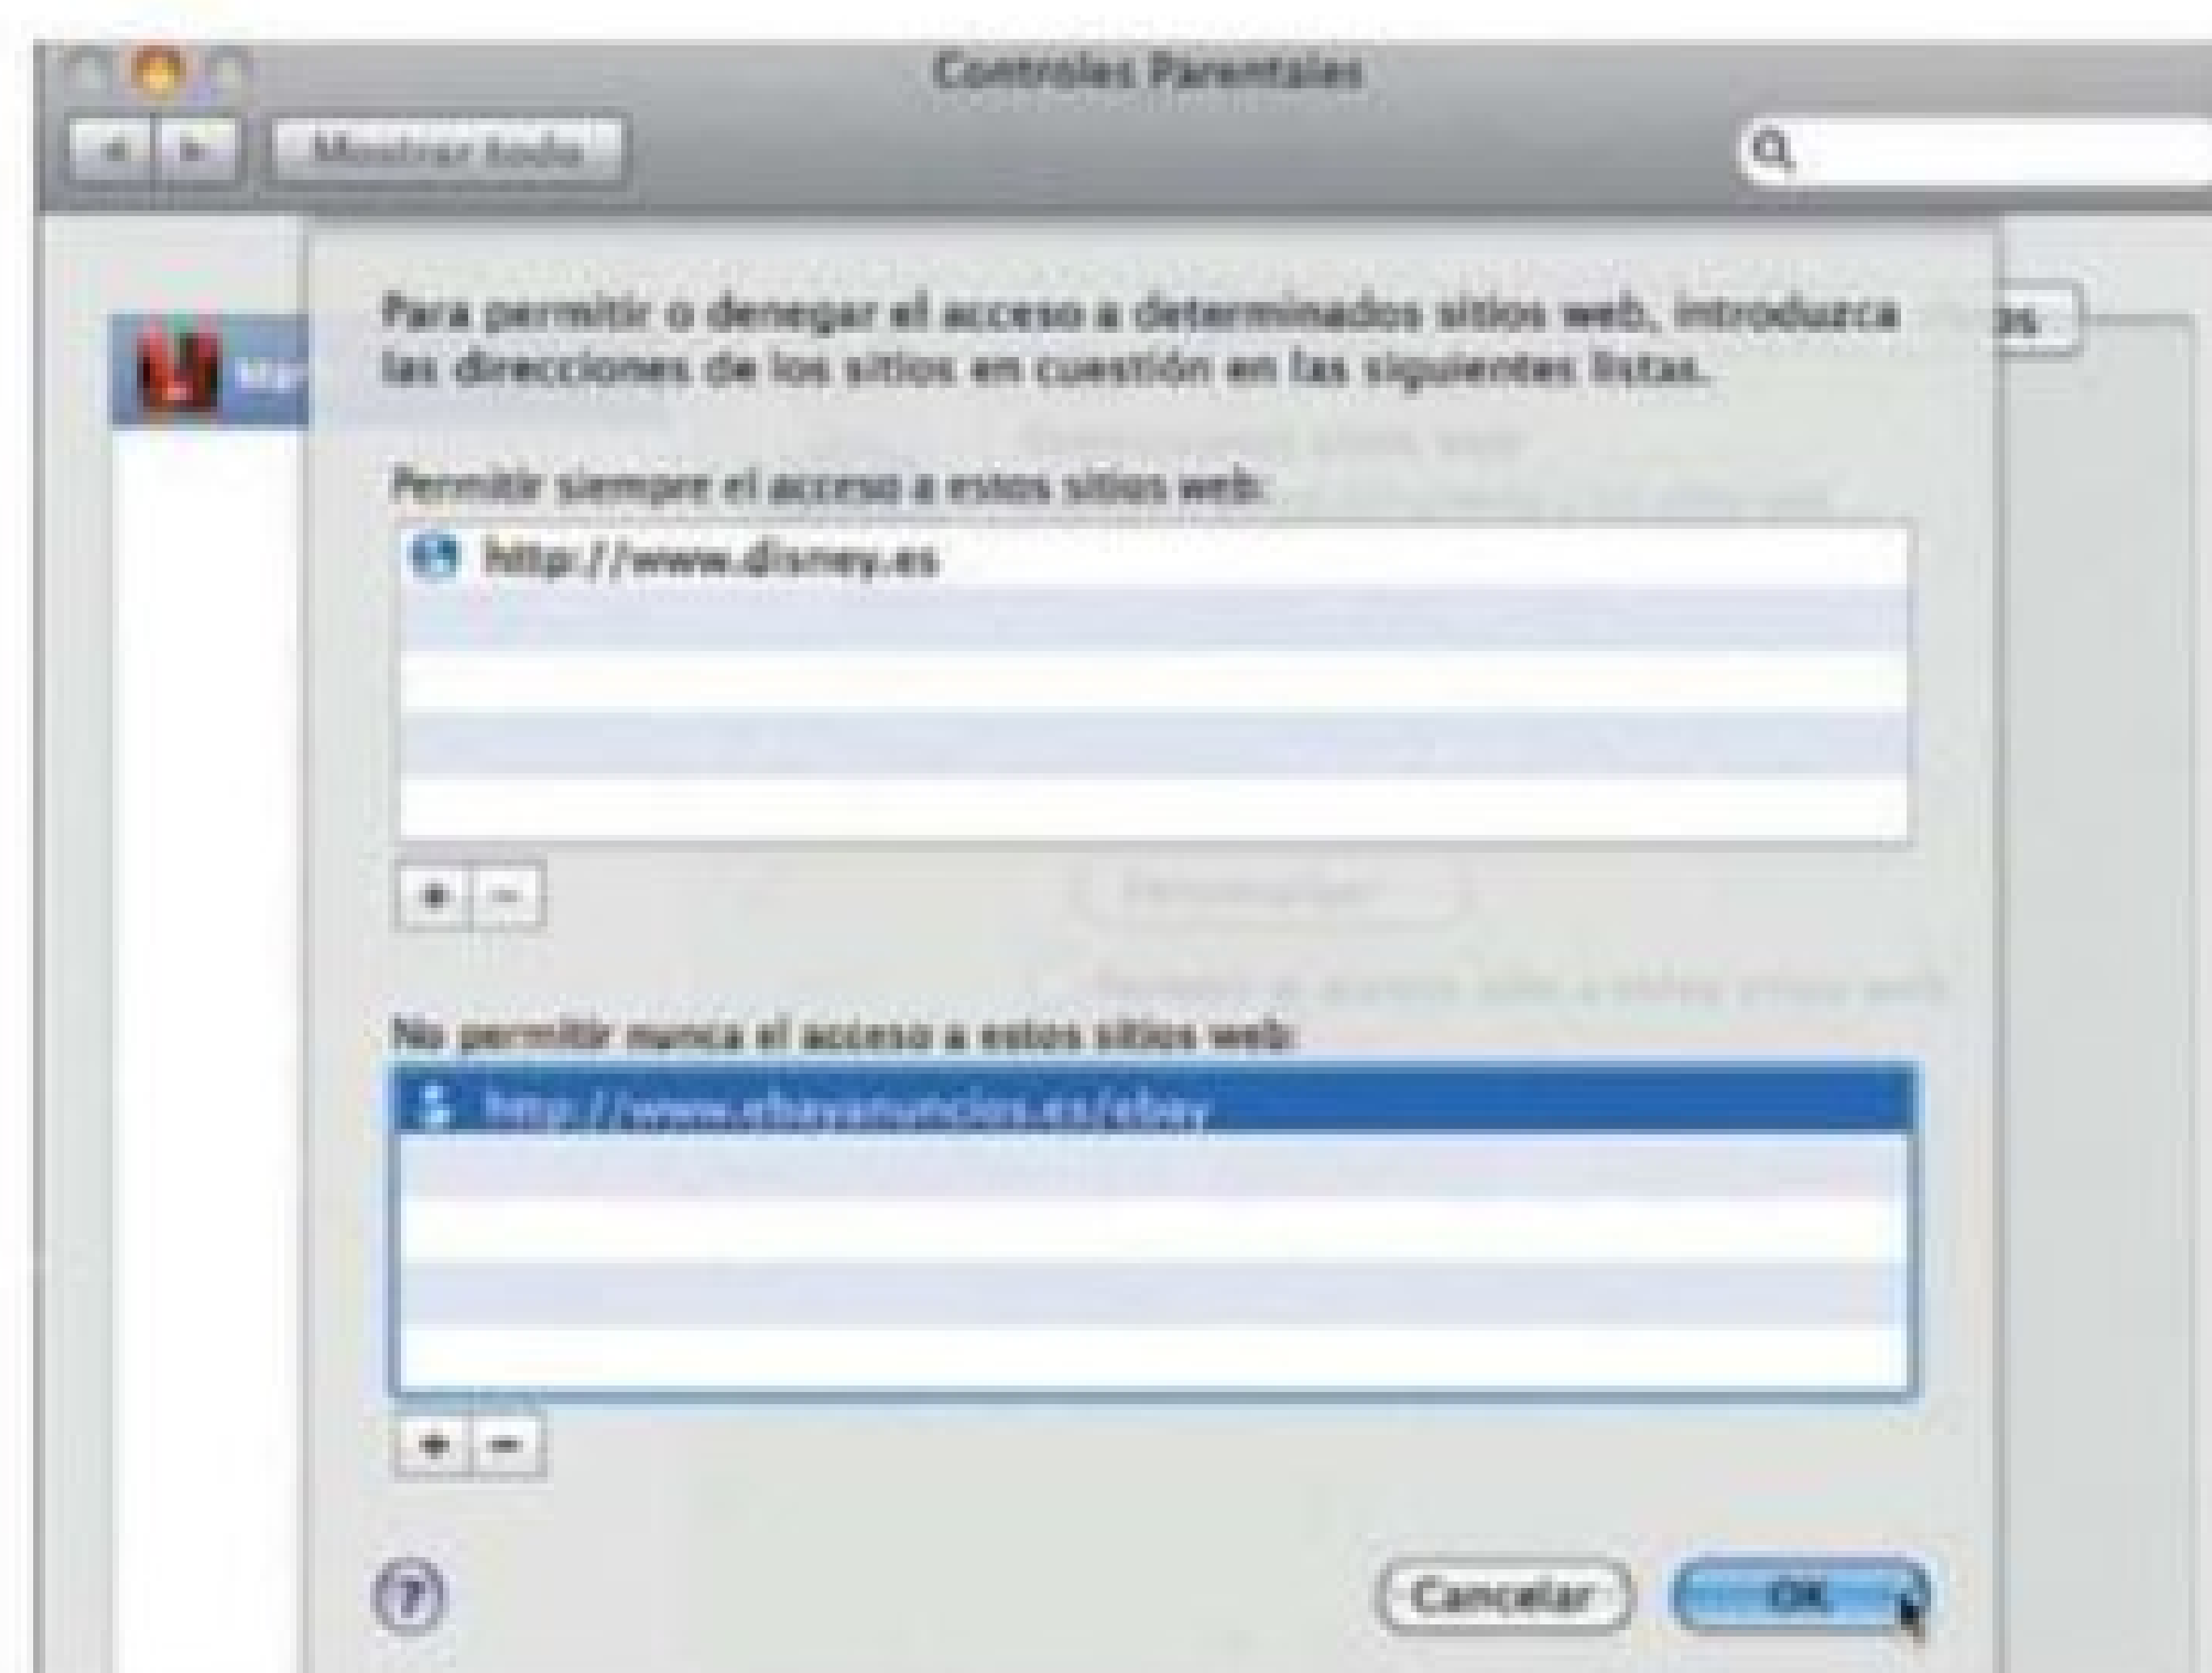 Controles Parentales
Mostrar todo
Para permitir o denegar el acceso a determinados sitios web, introduzca
las direcciones de los sitios en cuestión en las siguientes listas.
os
Permitir siempre el acceso a estos sitios web:
http://www.disney.es
+ −
No permitir nunca el acceso a estos sitios web:
http://www.ebayanuncios.es/ebay
+ −
? Cancelar OK